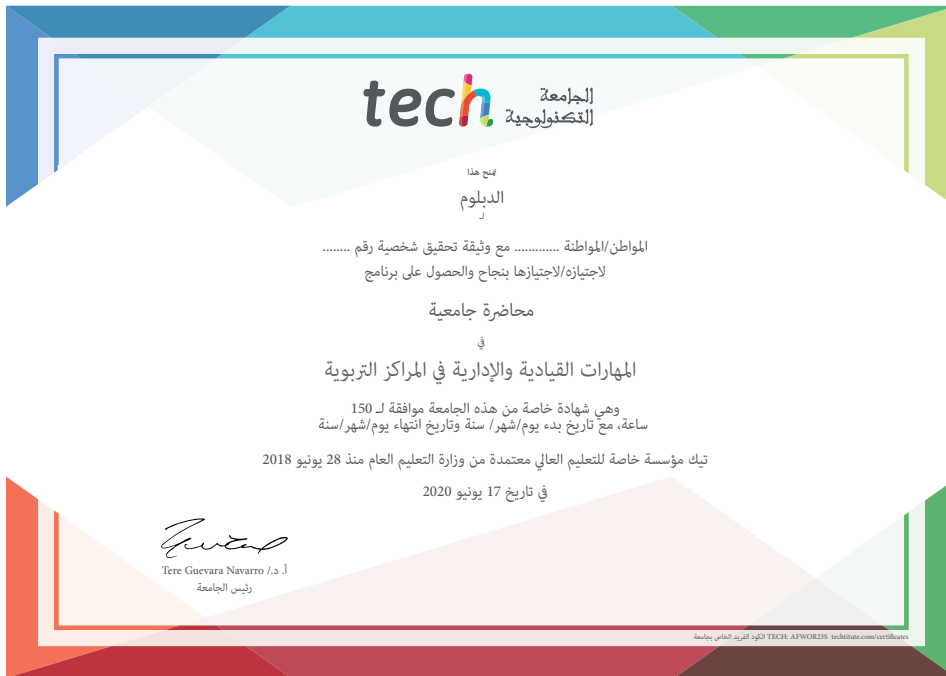 tech الجامعة
التكنولوجية
يمنح هذا
الدبلوم
لـ
المواطن/المواطنة ............. مع وثيقة تحقيق شخصية رقم ........
لاجتيازه/لاجتيازها بنجاح والحصول على برنامج
محاضرة جامعية
في
المهارات القيادية والإدارية في المراكز التربوية
وهي شهادة خاصة من هذه الجامعة موافقة لـ 150
ساعة، مع تاريخ بدء يوم/شهر/ سنة وتاريخ انتهاء يوم/شهر/سنة
تيك مؤسسة خاصة للتعليم العالي معتمدة من وزارة التعليم العام منذ 28 يونيو 2018
في تاريخ 17 يونيو 2020
أ. د./ Tere Guevara Navarro
رئيس الجامعة
الكود الفريد الخاص بجامعة TECH: AFWOR23S techtitute.com/certificates